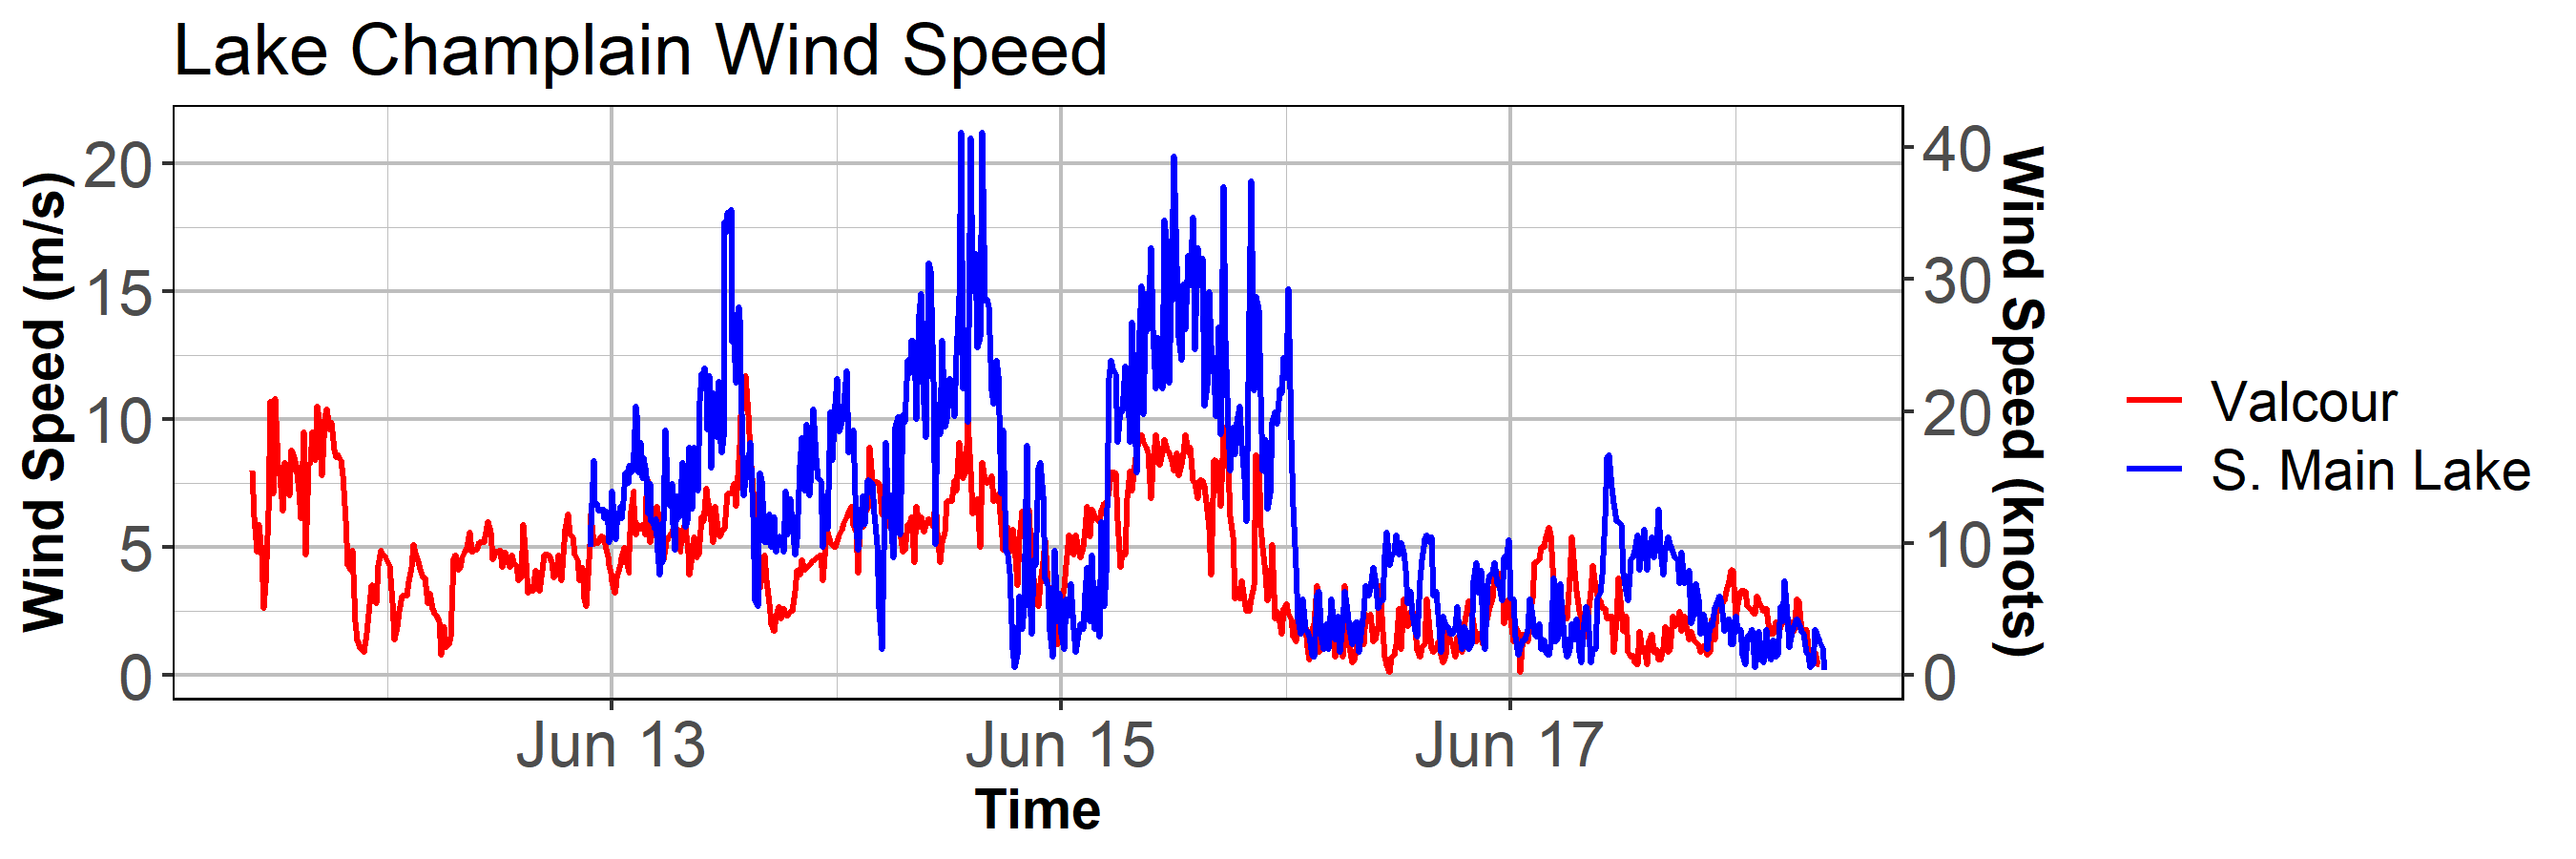 Lake Champlain Wind Speed
Wind Speed (m/s)
20
15
10
5
0
40
30
20
10
0
Wind Speed (knots)
Jun 13
Jun 15
Jun 17
Time
Valcour
S. Main Lake